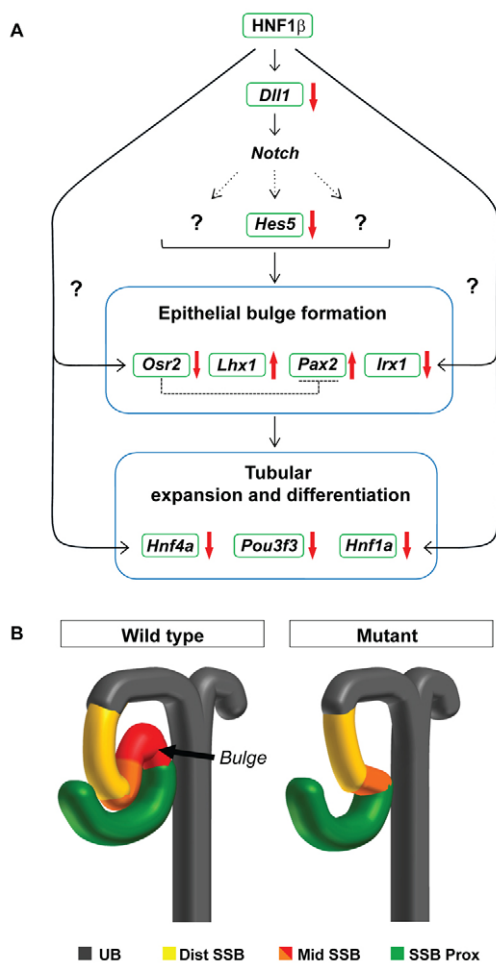 A
HNF1β
Dll1
Notch
? Hes5 ?
? ?
Epithelial bulge formation
Osr2 Lhx1 Pax2 Irx1
Tubular
expansion and differentiation
Hnf4a Pou3f3 Hnf1a
B
Wild type Mutant
Bulge
UB Dist SSB Mid SSB SSB Prox